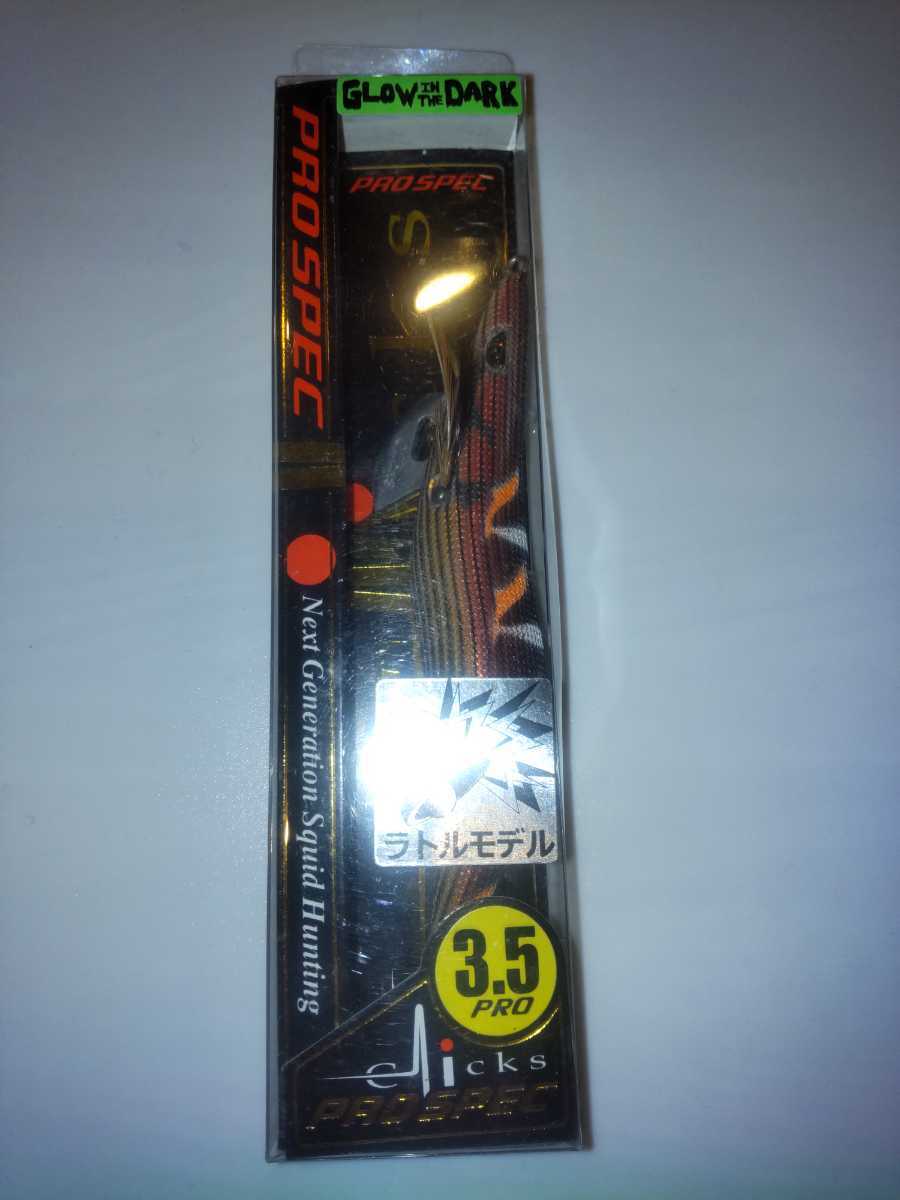 GLOW IN THE DARK
PRO SPEC
PRO SPEC
S
Next Generation Squid Hunting
ラトルモデル
3.5
PRO
clicks
PRO SPEC